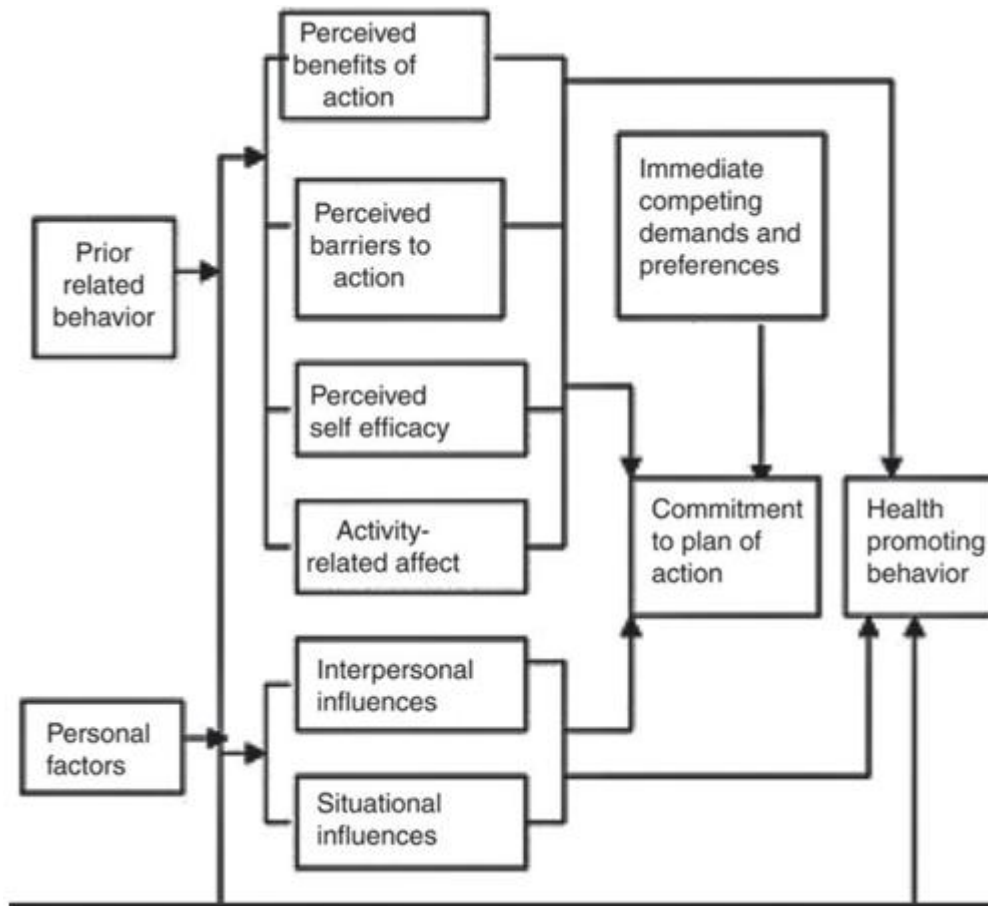 Perceived
benefits of
action
Immediate
competing
demands and
preferences
Perceived
barriers to
action
Prior
related
behavior
Perceived
self efficacy
Activity-
related affect
Commitment
to plan of
action
Health
promoting
behavior
Interpersonal
influences
Personal
factors
Situational
influences